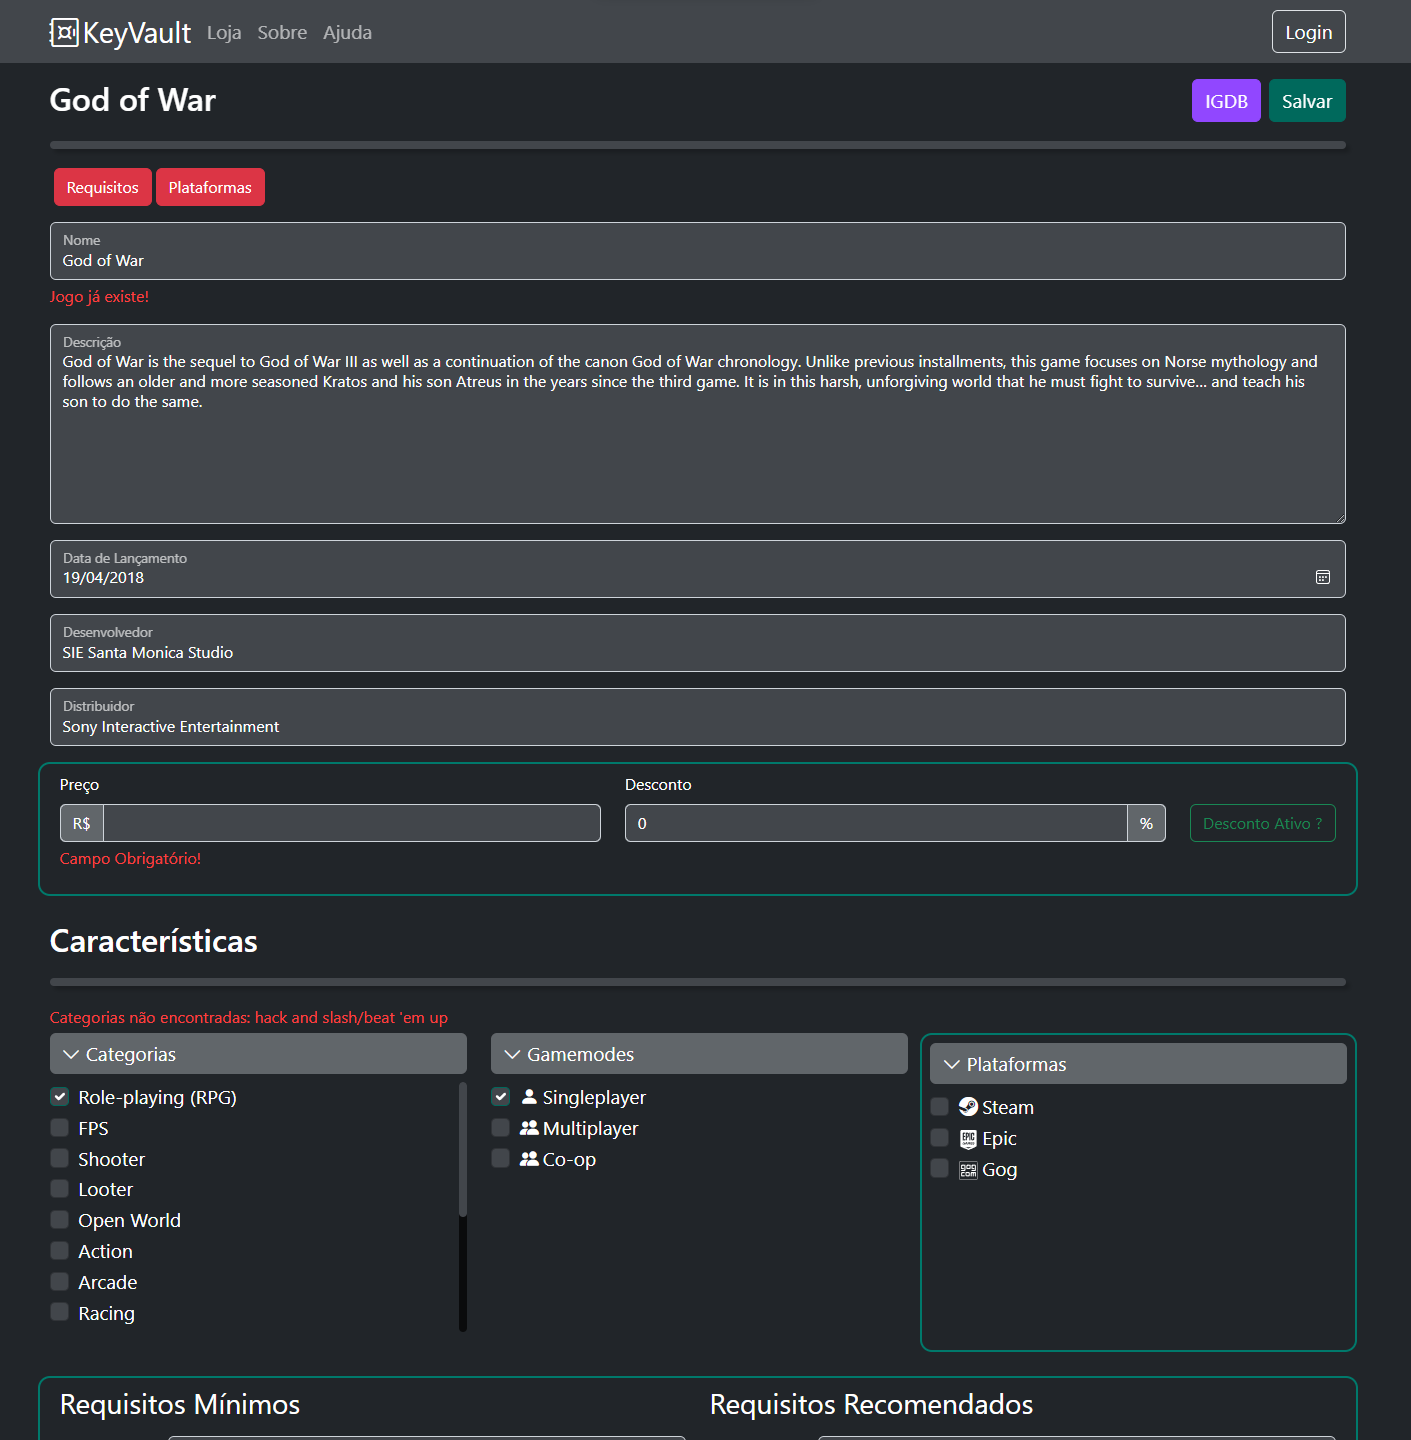 KeyVault Loja Sobre Ajuda Login
God of War IGDB Salvar
Requisitos Plataformas
Nome
God of War
Jogo já existe!
Descrição
God of War is the sequel to God of War III as well as a continuation of the canon God of War chronology. Unlike previous installments, this game focuses on Norse mythology and
follows an older and more seasoned Kratos and his son Atreus in the years since the third game. It is in this harsh, unforgiving world that he must fight to survive... and teach his
son to do the same.
Data de Lançamento
19/04/2018
Desenvolvedor
SIE Santa Monica Studio
Distribuidor
Sony Interactive Entertainment
Preço Desconto
R$ 0 % Desconto Ativo ?
Campo Obrigatório!
Características
Categorias não encontradas: hack and slash/beat 'em up
Categorias
Role-playing (RPG)
FPS
Shooter
Looter
Open World
Action
Arcade
Racing
Gamemodes
Singleplayer
Multiplayer
Co-op
Plataformas
Steam
EPIC GAMES Epic
gog com Gog
Requisitos Mínimos Requisitos Recomendados